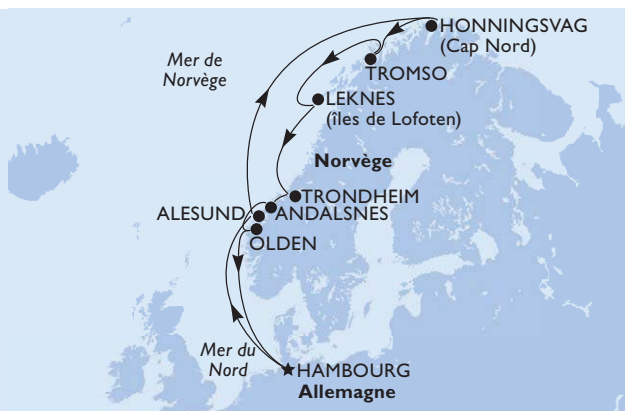 HONNINGSVAG
(Cap Nord)
Mer de
Norvège
TROMSO
LEKNES
(îles de Lofoten)
Norvège
TRONDHEIM
ALESUND
ANDALSNES
OLDEN
Mer du
Nord
HAMBOURG
Allemagne